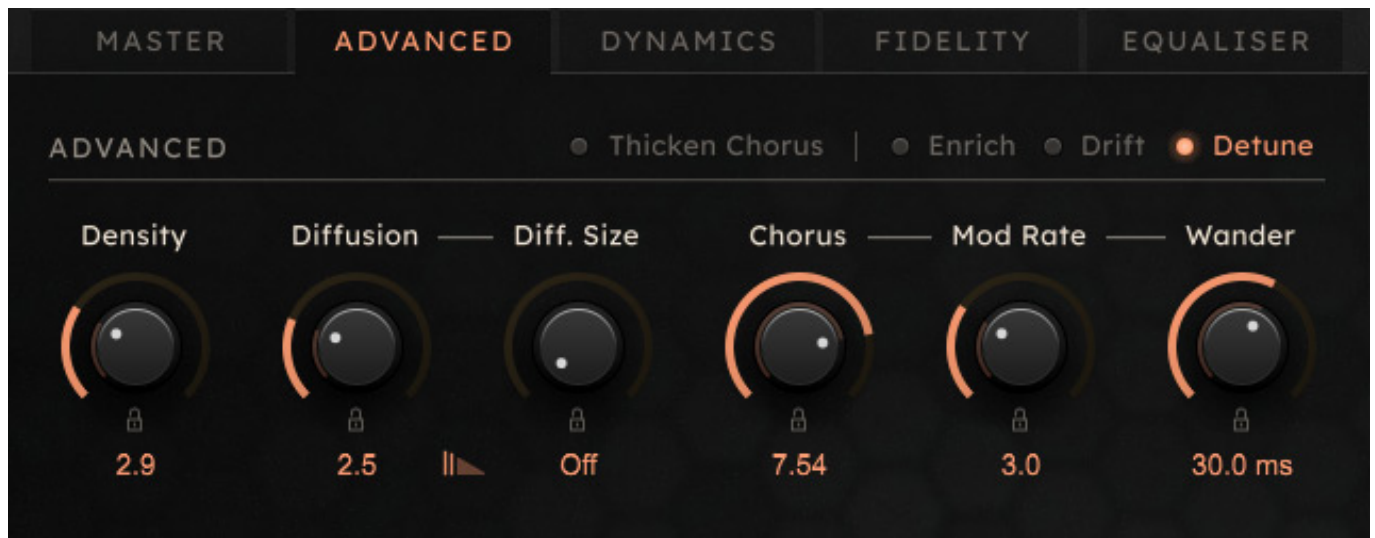 MASTER ADVANCED DYNAMICS FIDELITY EQUALISER
ADVANCED Thicken Chorus Enrich Drift Detune
Density Diffusion Diff. Size Chorus Mod Rate Wander
2.9 2.5 Off 7.54 3.0 30.0 ms